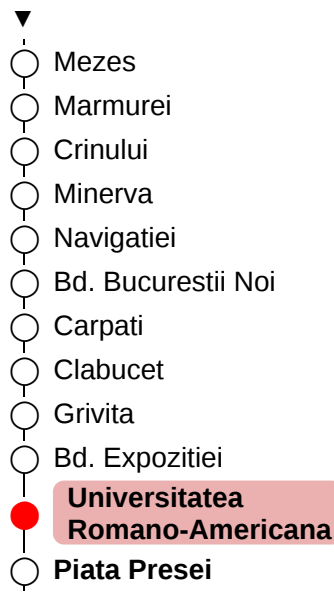 Mezes
Marmurei
Crinului
Minerva
Navigatiei
Bd. Bucurestii Noi
Carpati
Clabucet
Grivita
Bd. Expozitiei
Universitatea
Romano-Americana
Piata Presei